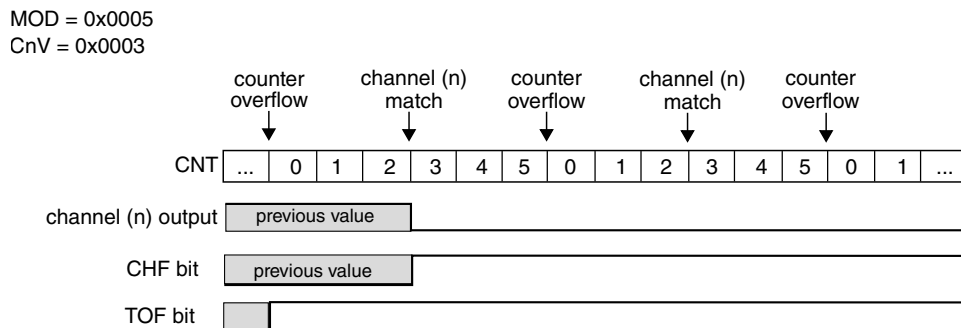 MOD = 0x0005
CnV = 0x0003
counter overflow
channel (n) match
counter overflow
channel (n) match
counter overflow
CNT ... 0 1 2 3 4 5 0 1 2 3 4 5 0 1 ...
channel (n) output previous value
CHF bit previous value
TOF bit